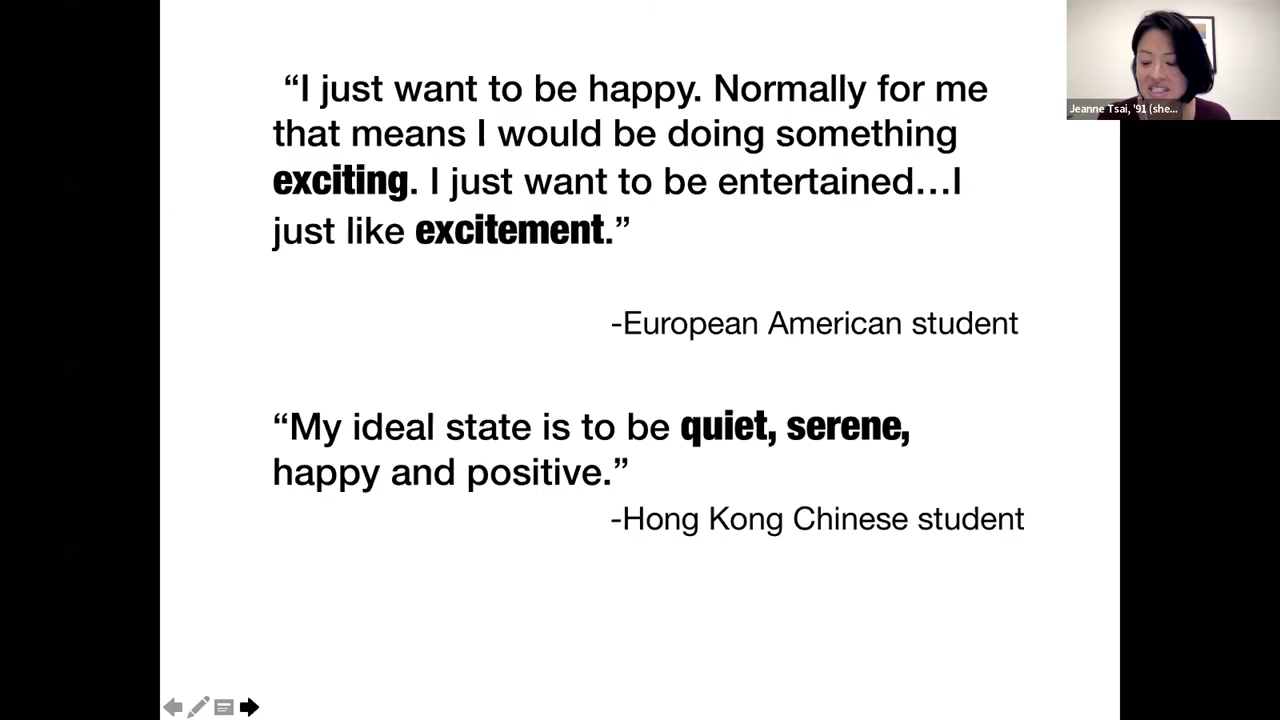 “I just want to be happy. Normally for me
that means I would be doing something
exciting. I just want to be entertained…I
just like excitement.”
-European American student
“My ideal state is to be quiet, serene,
happy and positive.”
-Hong Kong Chinese student
Jeanne Tsai, '91 (she...